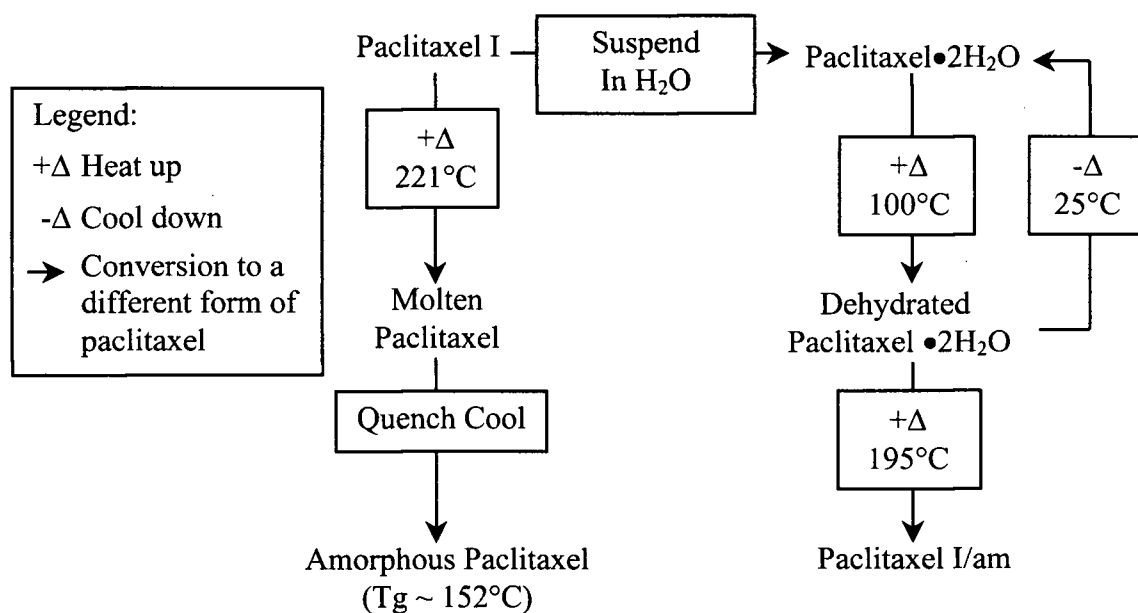 Paclitaxel I
Suspend
In H₂O
Paclitaxel•2H₂O
Legend:
+Δ Heat up
-Δ Cool down
→ Conversion to a
different form of
paclitaxel
+Δ
221°C
+Δ
100°C
-Δ
25°C
Molten
Paclitaxel
Dehydrated
Paclitaxel •2H₂O
Quench Cool
+Δ
195°C
Amorphous Paclitaxel
(Tg ~ 152°C)
Paclitaxel I/am